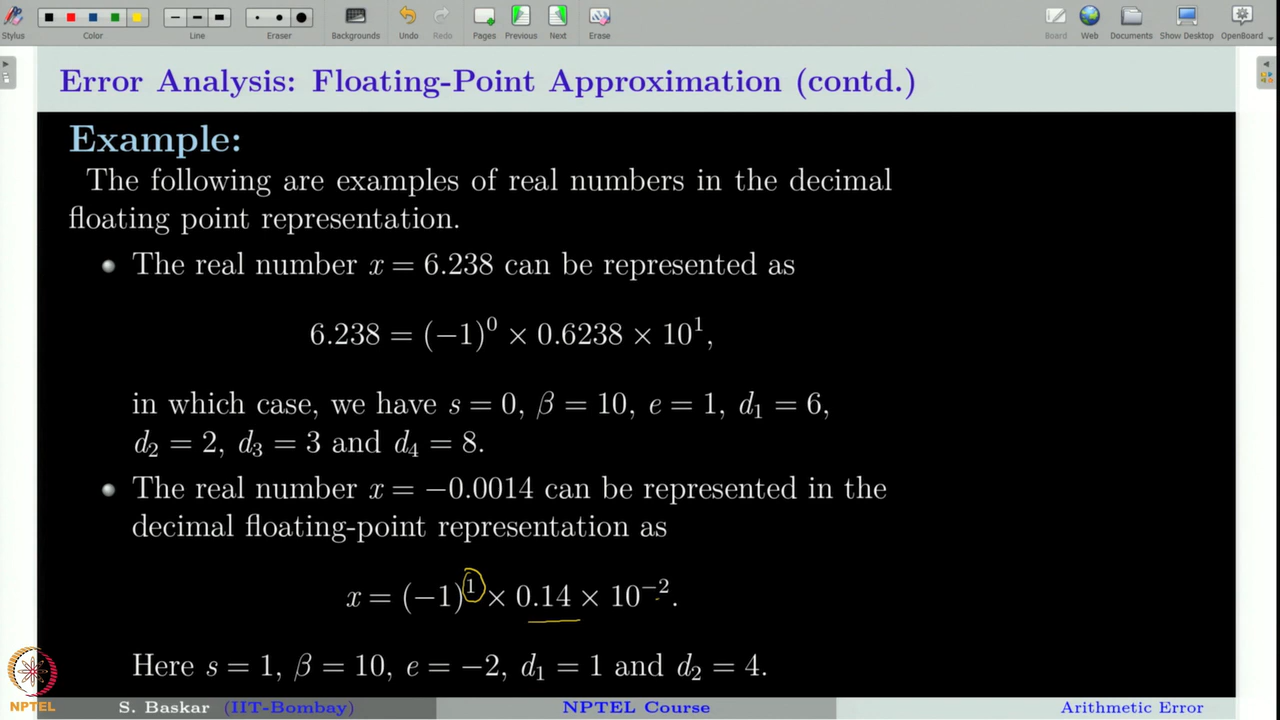 Stylus Color Line Eraser Backgrounds Undo Redo Pages Previous Next Erase Board Web Documents Show Desktop OpenBoard
Error Analysis: Floating-Point Approximation (contd.)
Example:
The following are examples of real numbers in the decimal
floating point representation.
The real number x = 6.238 can be represented as
6.238 = (−1)⁰ × 0.6238 × 10¹,
in which case, we have s = 0, β = 10, e = 1, d₁ = 6,
d₂ = 2, d₃ = 3 and d₄ = 8.
The real number x = −0.0014 can be represented in the
decimal floating-point representation as
x = (−1)¹ × 0.14 × 10⁻².
Here s = 1, β = 10, e = −2, d₁ = 1 and d₂ = 4.
NPTEL
S. Baskar (IIT-Bombay) NPTEL Course Arithmetic Error